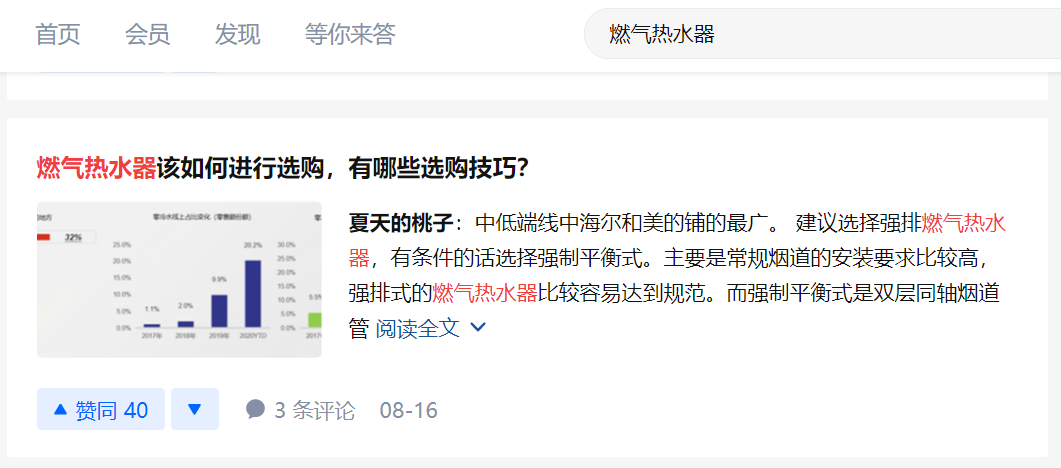 首页 会员 发现 等你来答 燃气热水器
燃气热水器该如何进行选购，有哪些选购技巧？
的地方
32%
零冷水线上占比变化（零售额份额）
25.0%
20.0%
15.0%
10.0%
5.0%
0.0%
1.1%
2.0%
9.9%
20.2%
2017年 2018年 2019年 2020YTD
30.0%
25.0%
20.0%
15.0%
10.0%
5.0%
0.0%
5.5%
夏天的桃子：中低端线中海尔和美的铺的最广。 建议选择强排燃气热水
器，有条件的话选择强制平衡式。主要是常规烟道的安装要求比较高，
强排式的燃气热水器比较容易达到规范。而强制平衡式是双层同轴烟道
管 阅读全文
赞同 40 3 条评论 08-16